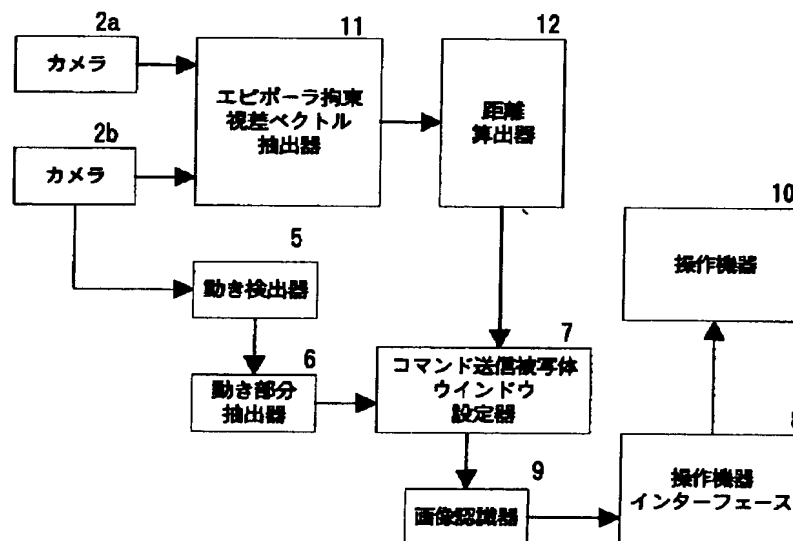 2a
カメラ
2b
カメラ
11
エピポーラ拘束
視差ベクトル
抽出器
12
距離
算出器
10
操作機器
5
動き検出器
6
動き部分
抽出器
7
コマンド送信被写体
ウインドウ
設定器
9
画像認識器
8
操作機器
インターフェース